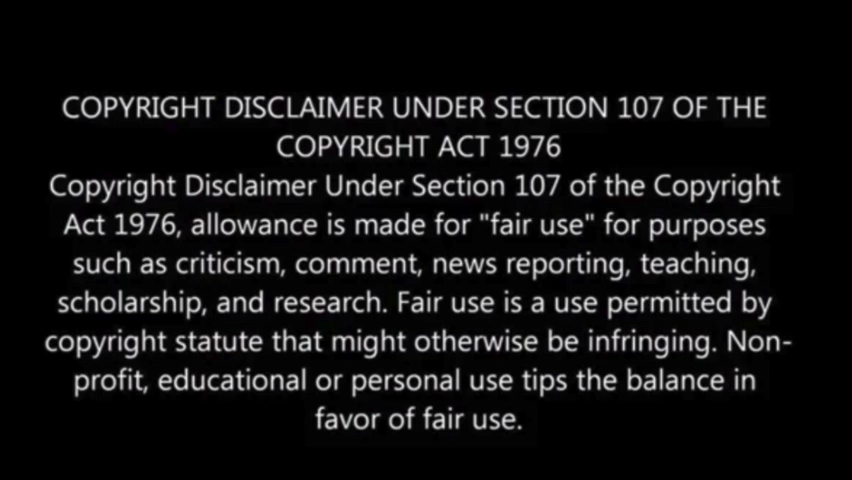 COPYRIGHT DISCLAIMER UNDER SECTION 107 OF THE
COPYRIGHT ACT 1976
Copyright Disclaimer Under Section 107 of the Copyright
Act 1976, allowance is made for "fair use" for purposes
such as criticism, comment, news reporting, teaching,
scholarship, and research. Fair use is a use permitted by
copyright statute that might otherwise be infringing. Non-
profit, educational or personal use tips the balance in
favor of fair use.